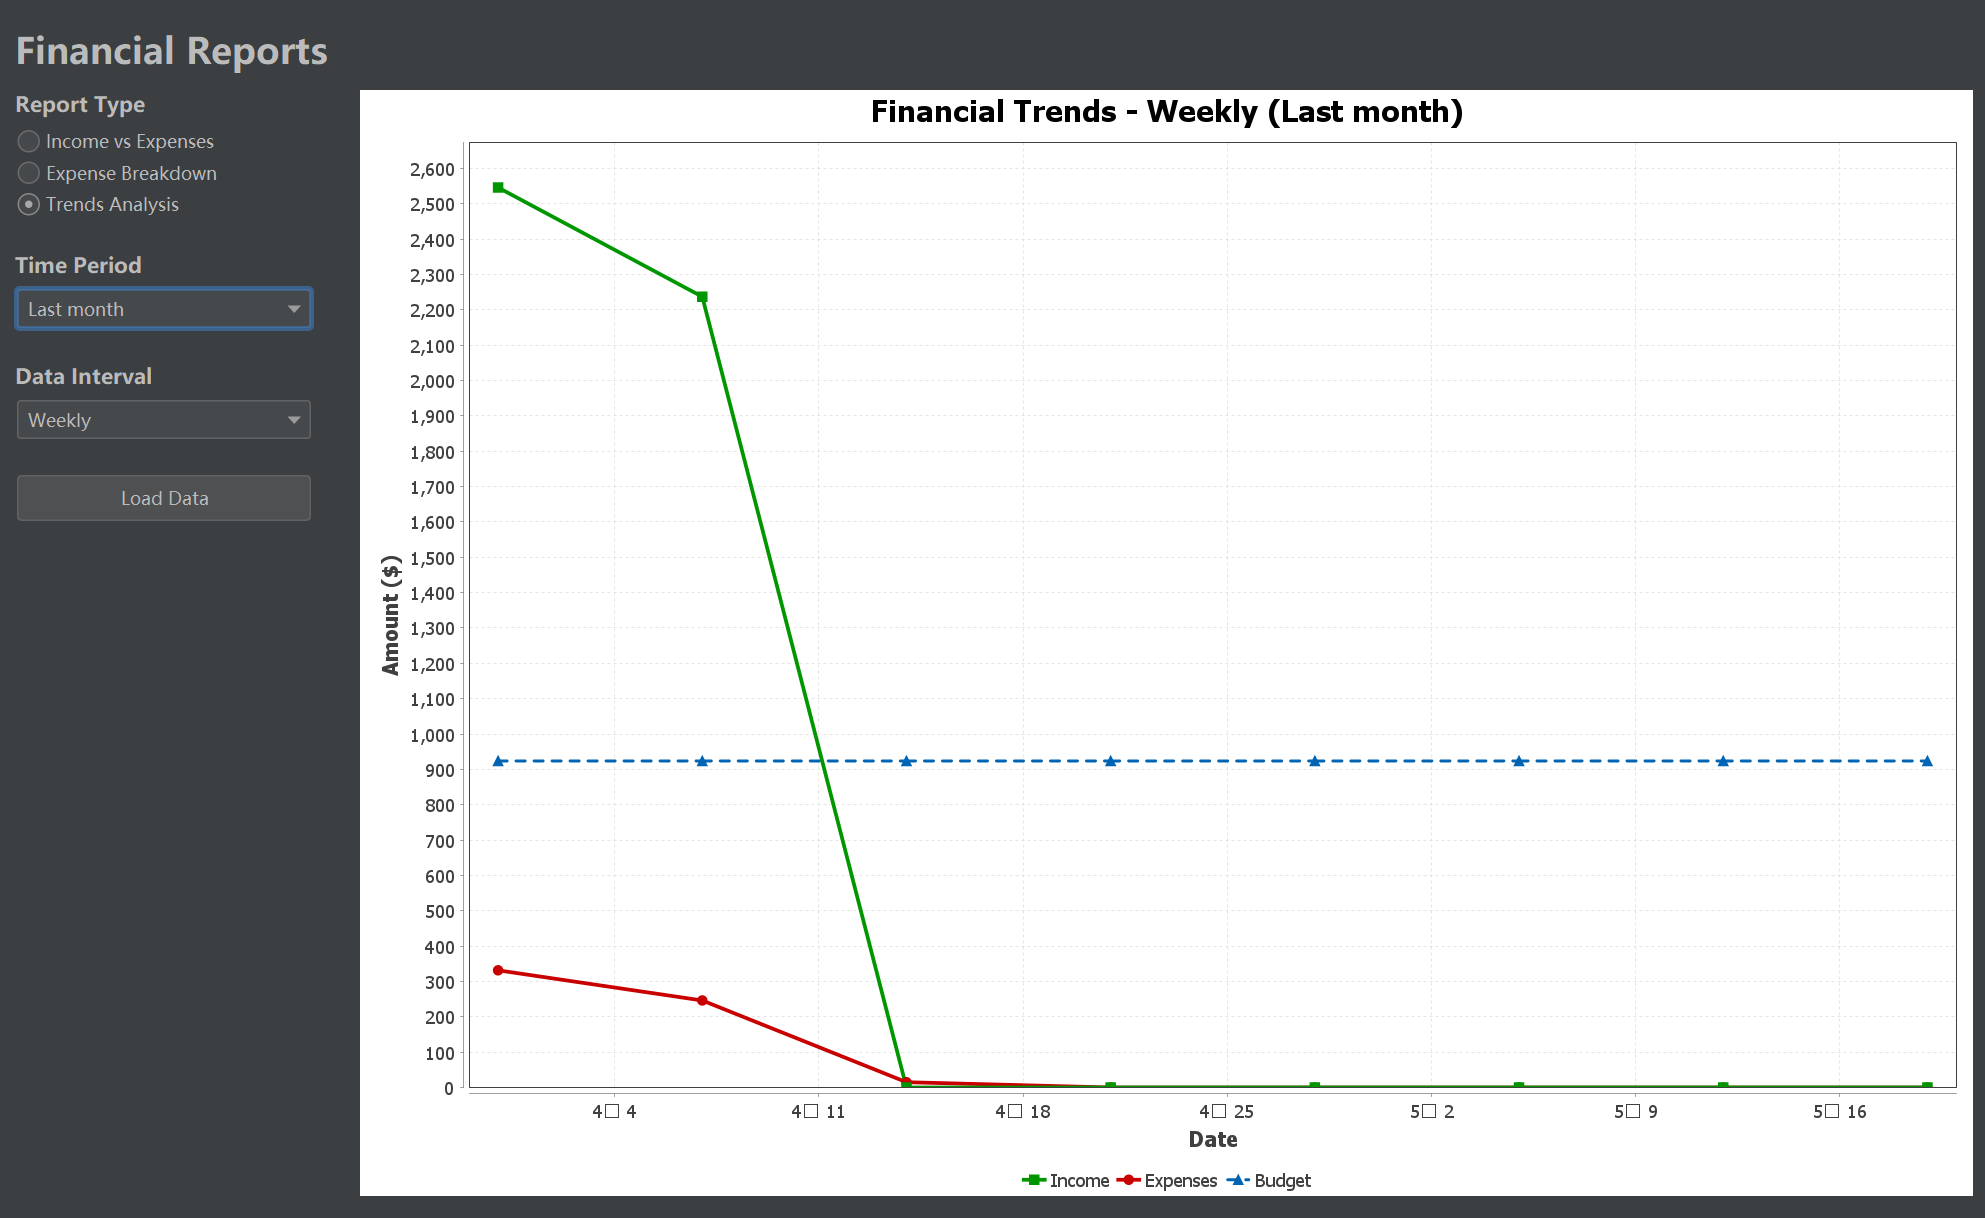 Financial Reports
Report Type
Income vs Expenses
Expense Breakdown
Trends Analysis
Time Period
Last month
Data Interval
Weekly
Load Data
Financial Trends - Weekly (Last month)
2,600
2,500
2,400
2,300
2,200
2,100
2,000
1,900
1,800
1,700
1,600
1,500
1,400
1,300
1,200
1,100
1,000
900
800
700
600
500
400
300
200
100
0
Amount ($)
4□ 4 4□ 11 4□ 18 4□ 25 5□ 2 5□ 9 5□ 16
Date
Income Expenses Budget